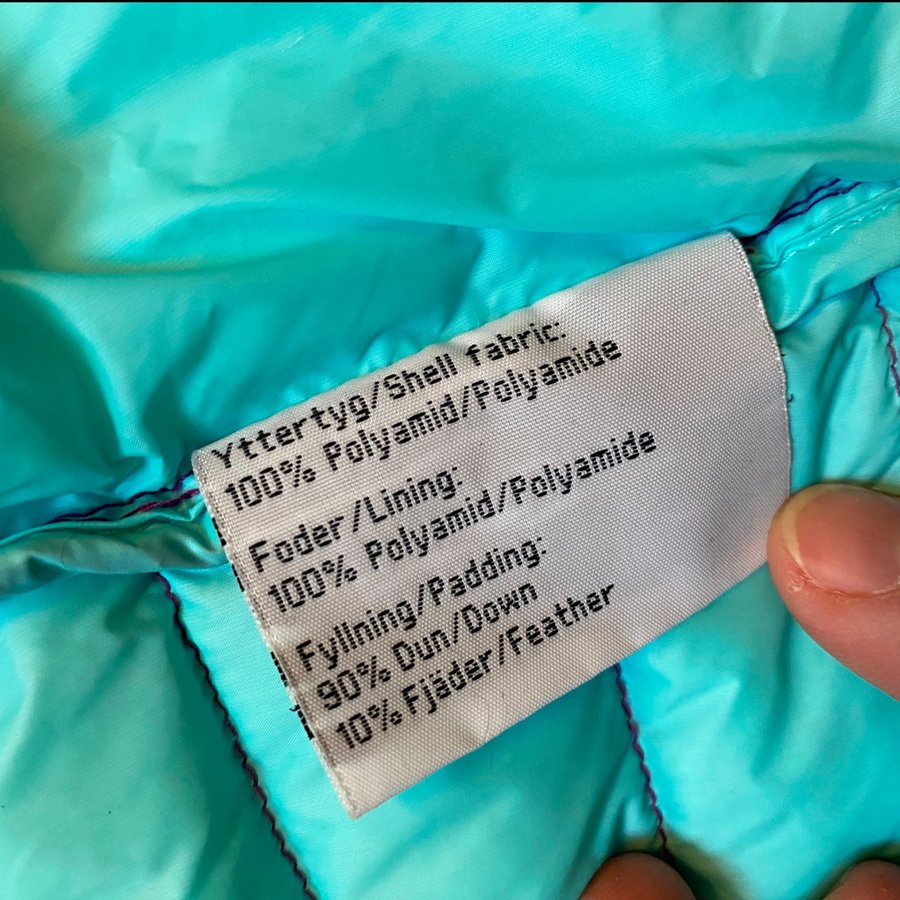 Yttertyg/Shell fabric:
100% Polyamid/Polyamide
Foder/Lining:
100% Polyamid/Polyamide
Fyllning/Padding:
90% Dun/Down
10% Fjäder/Feather